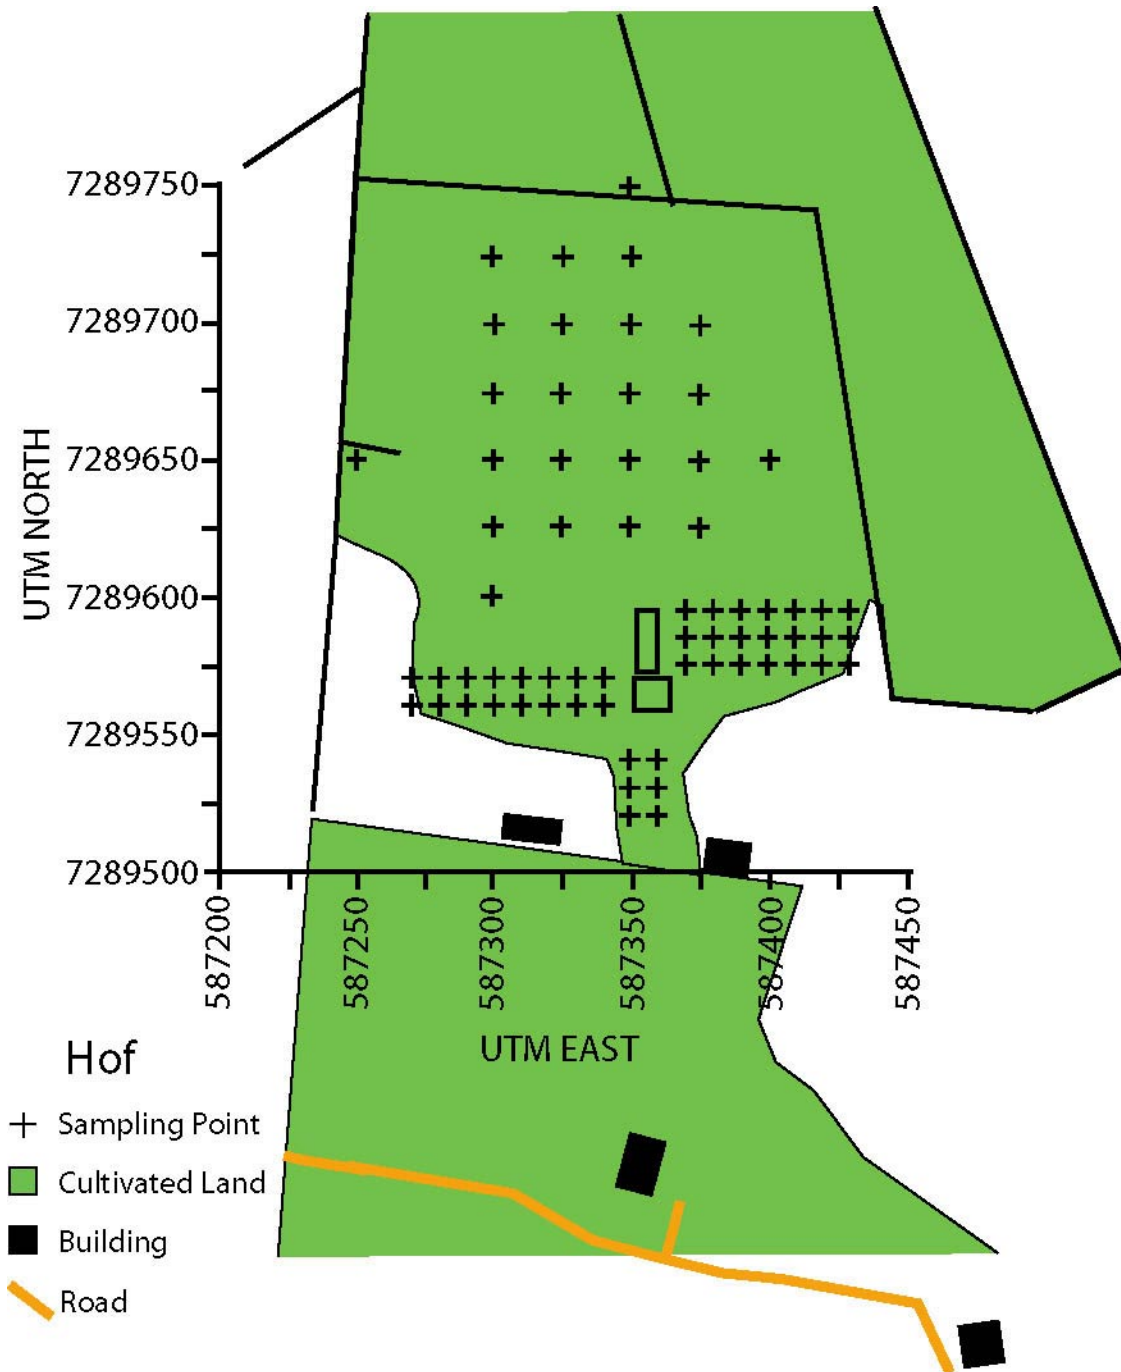 7289750
7289700
7289650
7289600
7289550
7289500
UTM NORTH
587200
587250
587300
587350
587400
587450
UTM EAST
Hof
Sampling Point
Cultivated Land
Building
Road